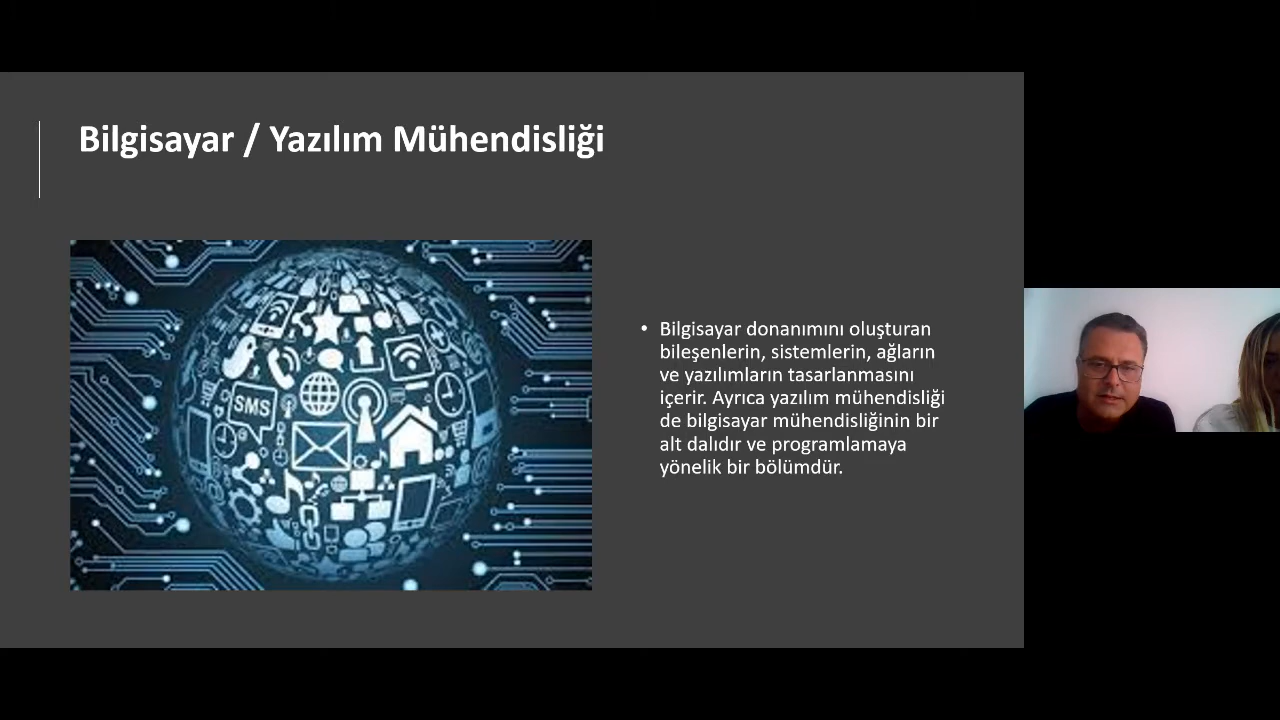 Bilgisayar / Yazılım Mühendisliği
SMS
• Bilgisayar donanımını oluşturan
bileşenlerin, sistemlerin, ağların
ve yazılımların tasarlanmasını
içerir. Ayrıca yazılım mühendisliği
de bilgisayar mühendisliğinin bir
alt dalıdır ve programlamaya
yönelik bir bölümdür.